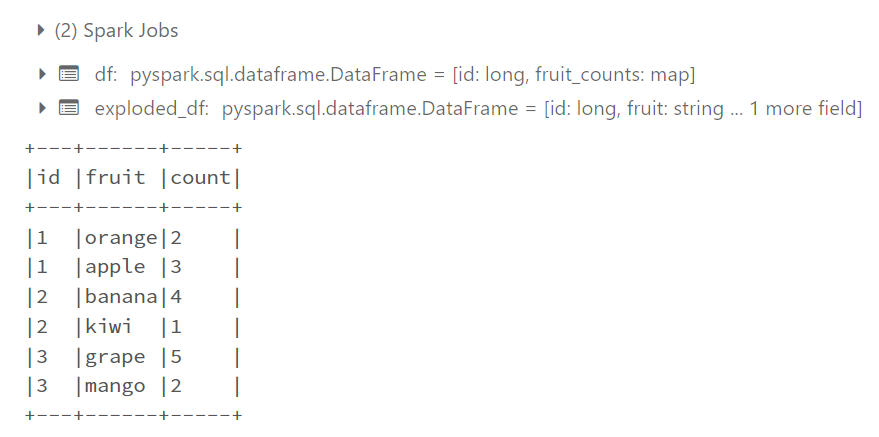 (2) Spark Jobs
df: pyspark.sql.dataframe.DataFrame = [id: long, fruit_counts: map]
exploded_df: pyspark.sql.dataframe.DataFrame = [id: long, fruit: string ... 1 more field]
+---+------+-----+
|id |fruit |count|
+---+------+-----+
|1  |orange|2    |
|1  |apple |3    |
|2  |banana|4    |
|2  |kiwi  |1    |
|3  |grape |5    |
|3  |mango |2    |
+---+------+-----+